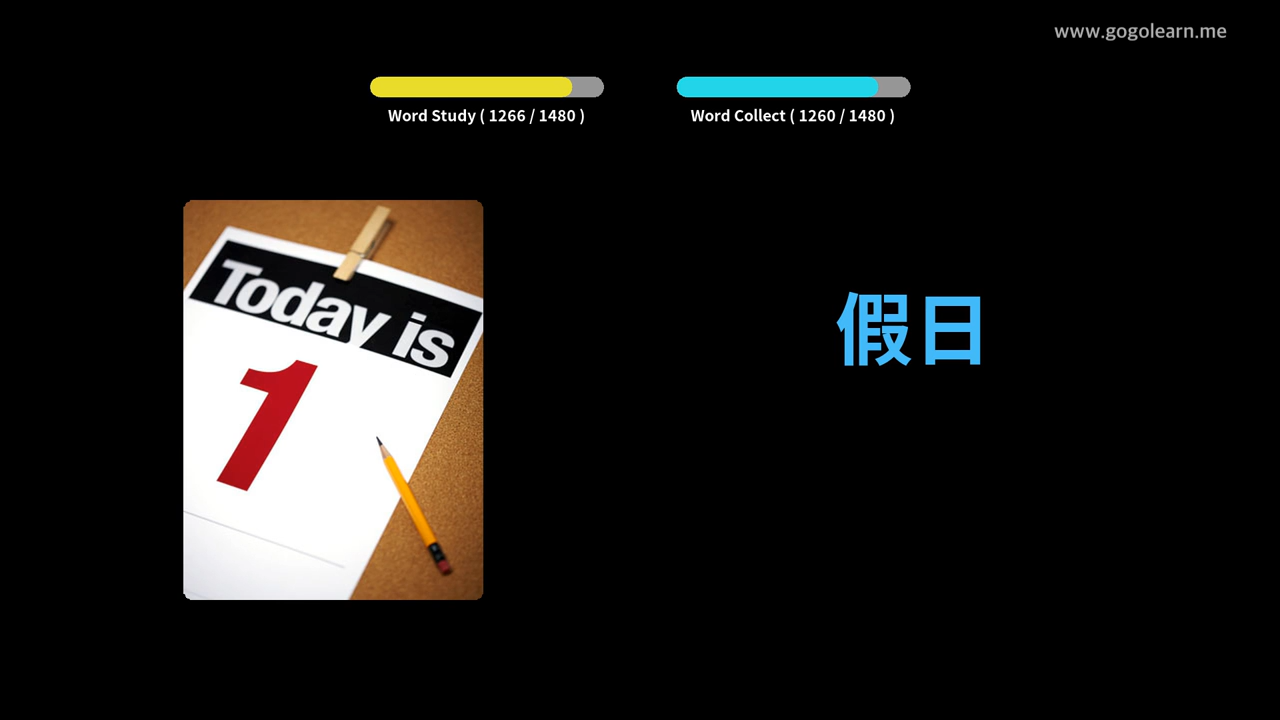 www.gogolearn.me
Word Study ( 1266 / 1480 )
Word Collect ( 1260 / 1480 )
Today is
1
假日